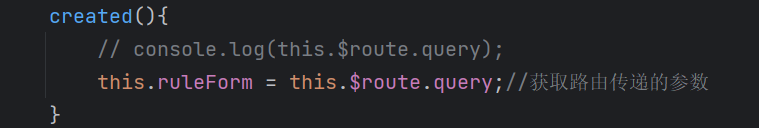 created(){
// console.log(this.$route.query);
this.ruleForm = this.$route.query;//获取路由传递的参数
}